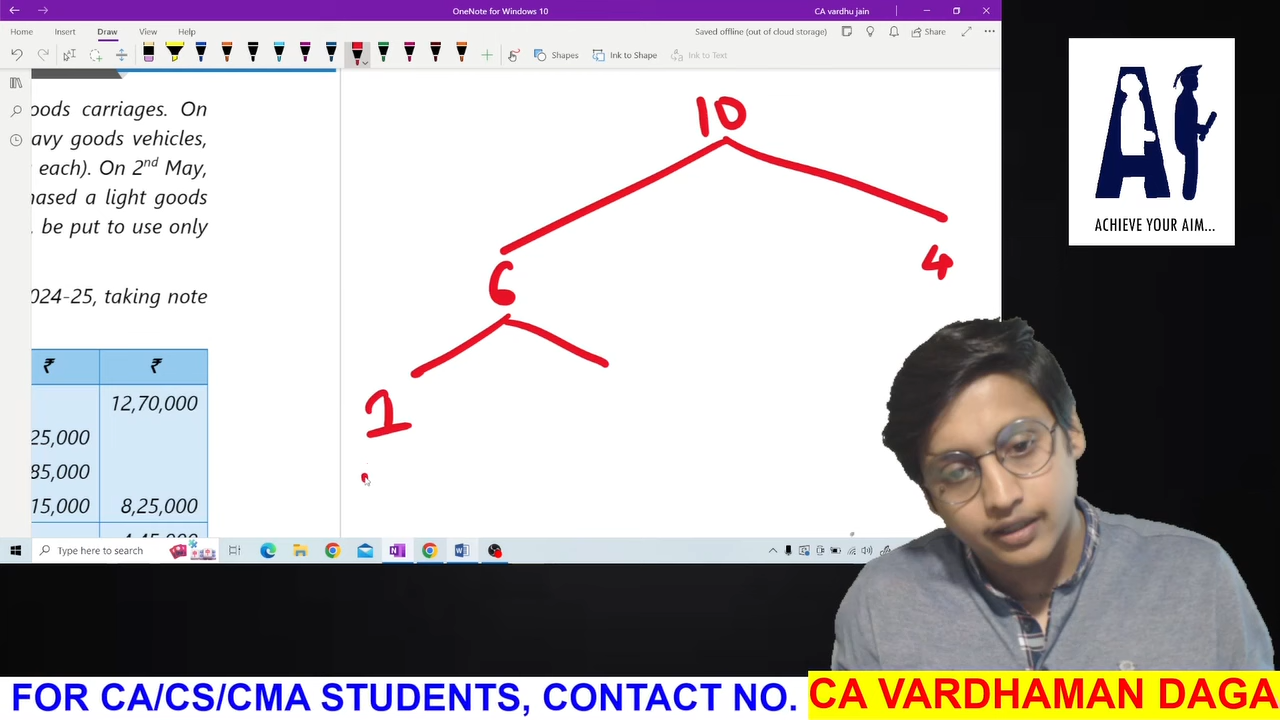 OneNote for Windows 10
CA vardhu jain
Home Insert Draw View Help
Saved offline (out of cloud storage)
Share
Shapes
Ink to Shape
Ink to Text
oods carriages. On
eavy goods vehicles,
each). On 2nd May,
hased a light goods
be put to use only
024-25, taking note
₹ ₹
12,70,000
25,000
85,000
15,000 8,25,000
10
6
4
2
Type here to search
ACHIEVE YOUR AIM...
FOR CA/CS/CMA STUDENTS, CONTACT NO. CA VARDHAMAN DAGA